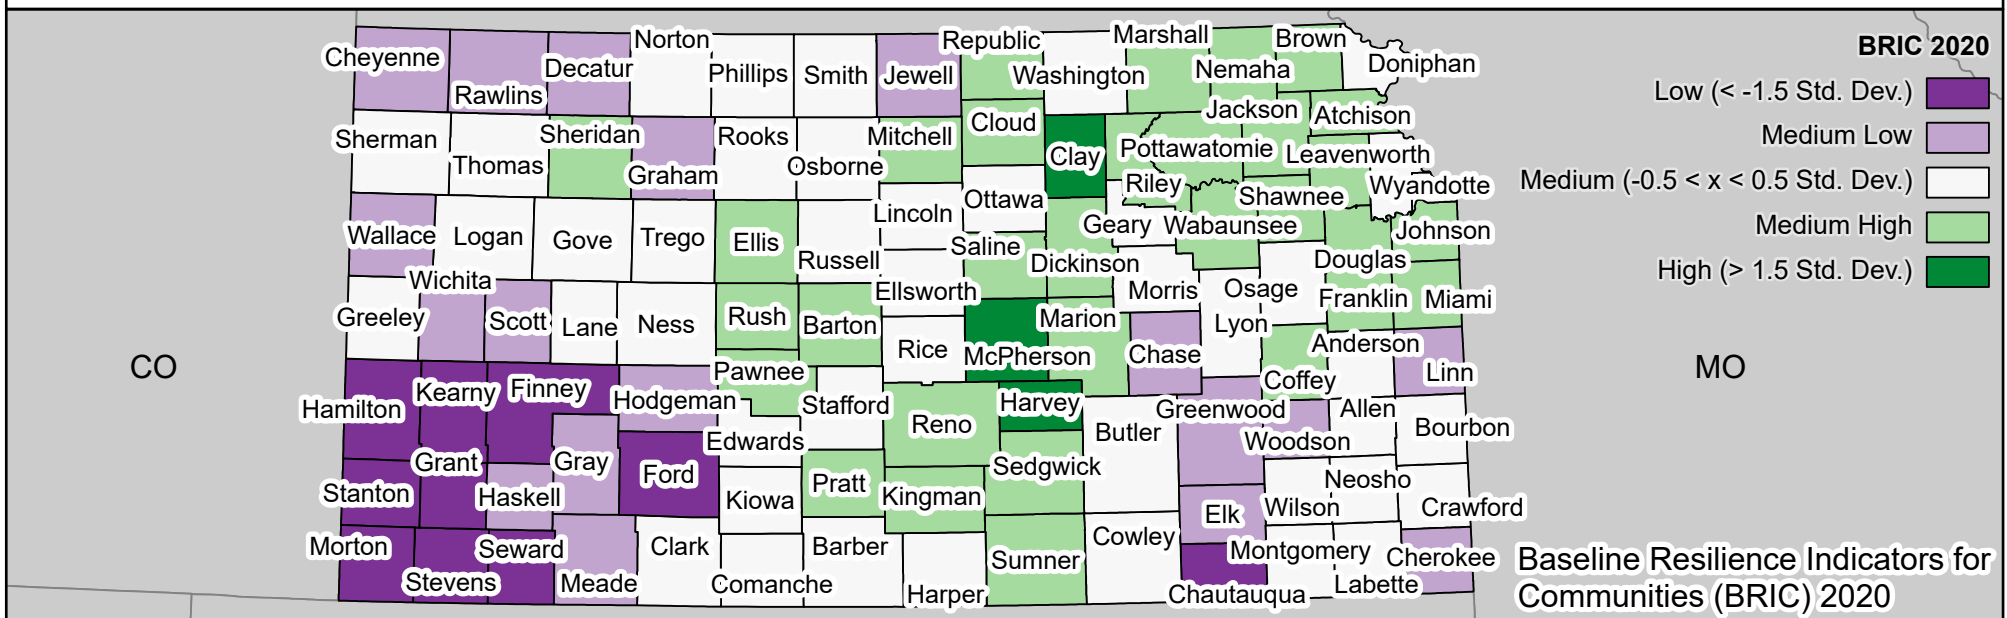 BRIC 2020
Low (< -1.5 Std. Dev.)
Medium Low
Medium (-0.5 < x < 0.5 Std. Dev.)
Medium High
High (> 1.5 Std. Dev.)
Cheyenne
Rawlins
Decatur
Norton
Phillips
Smith
Jewell
Republic
Washington
Marshall
Nemaha
Brown
Doniphan
Sherman
Thomas
Sheridan
Graham
Rooks
Osborne
Mitchell
Cloud
Clay
Pottawatomie
Jackson
Atchison
Leavenworth
Wyandotte
Riley
Shawnee
Ottawa
Lincoln
Geary
Wabaunsee
Johnson
Wallace
Logan
Gove
Trego
Ellis
Russell
Saline
Dickinson
Douglas
Wichita
Ellsworth
Morris
Osage
Franklin
Miami
Greeley
Scott
Lane
Ness
Rush
Barton
Rice
McPherson
Marion
Chase
Lyon
Anderson
Linn
Coffey
CO
MO
Hamilton
Kearny
Finney
Hodgeman
Pawnee
Stafford
Reno
Harvey
Butler
Greenwood
Woodson
Allen
Bourbon
Edwards
Grant
Gray
Ford
Sedgwick
Stanton
Haskell
Kiowa
Pratt
Kingman
Elk
Wilson
Neosho
Crawford
Morton
Stevens
Seward
Meade
Clark
Comanche
Barber
Harper
Sumner
Cowley
Chautauqua
Montgomery
Labette
Cherokee
Baseline Resilience Indicators for
Communities (BRIC) 2020